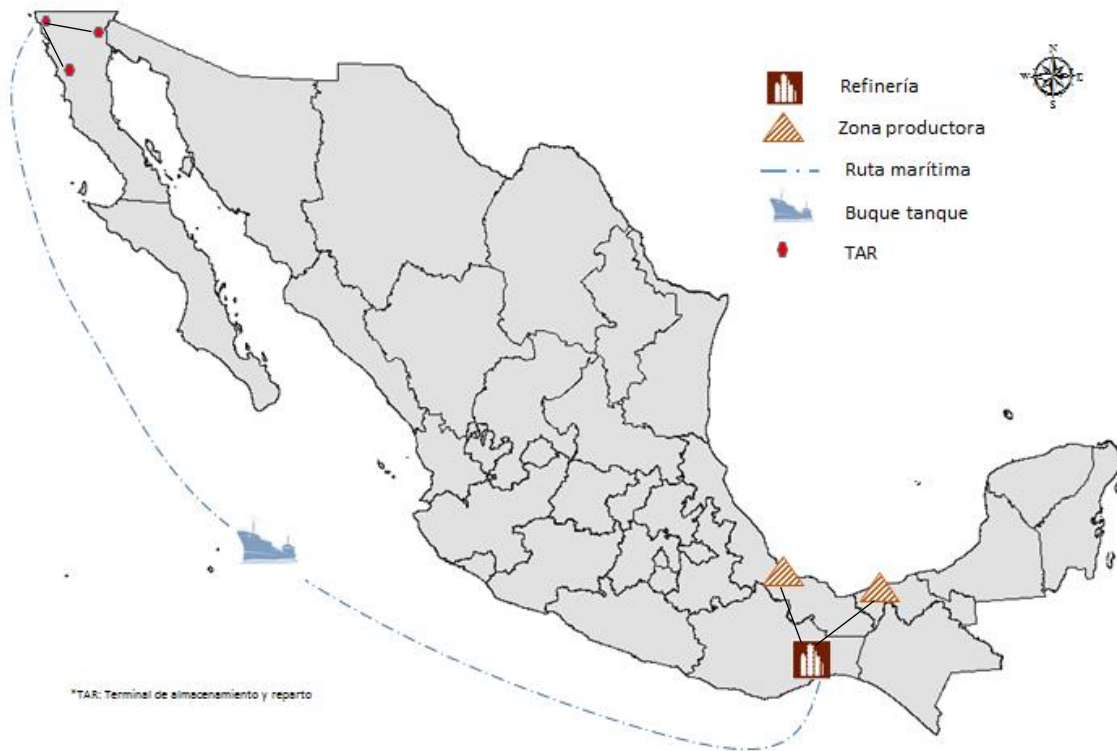 N
W
E
S
Refinería
Zona productora
Ruta marítima
Buque tanque
TAR
*TAR: Terminal de almacenamiento y reparto